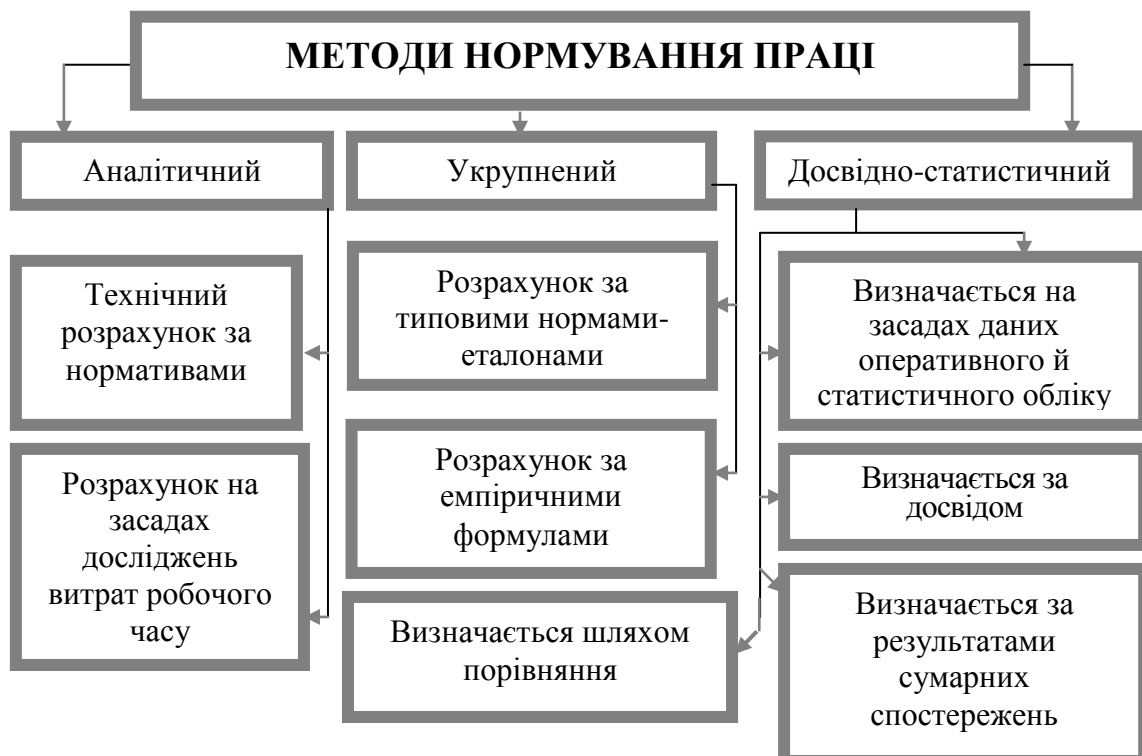 МЕТОДИ НОРМУВАННЯ ПРАЦІ
Аналітичний
Укрупнений
Досвідно-статистичний
Технічний
розрахунок за
нормативами
Розрахунок на
засадах
досліджень
витрат робочого
часу
Розрахунок за
типовими нормами-
еталонами
Розрахунок за
емпіричними
формулами
Визначається шляхом
порівняння
Визначається на
засадах даних
оперативного й
статистичного обліку
Визначається за
досвідом
Визначається за
результатами
сумарних
спостережень